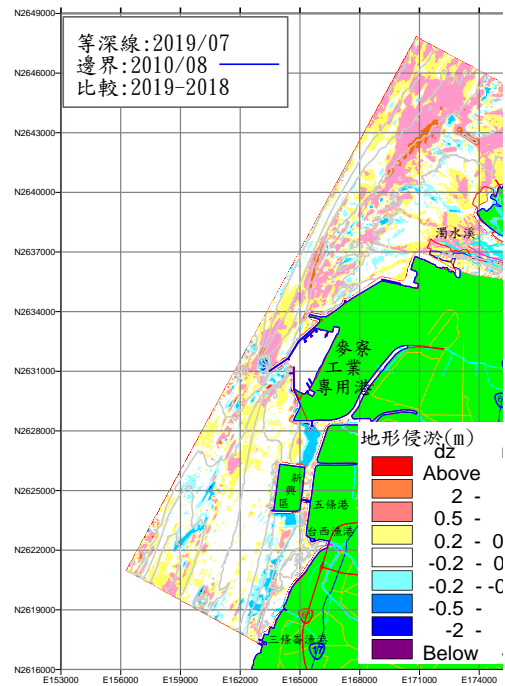 等深線:2019/07
邊界:2010/08
比較:2019-2018
N2649000
N2646000
N2643000
N2640000
N2637000
N2634000
N2631000
N2628000
N2625000
N2622000
N2619000
N2616000
濁水溪
麥寮
工業
專用港
新興區
五條港
台西漁港
三條崙漁港
17
地形侵淤(m)
dz
Above
2 -
0.5 -
0.2 - 0
-0.2 - 0
-0.2 - -0
-0.5 -
-2 -
Below -
E153000 E156000 E159000 E162000 E165000 E168000 E171000 E174000